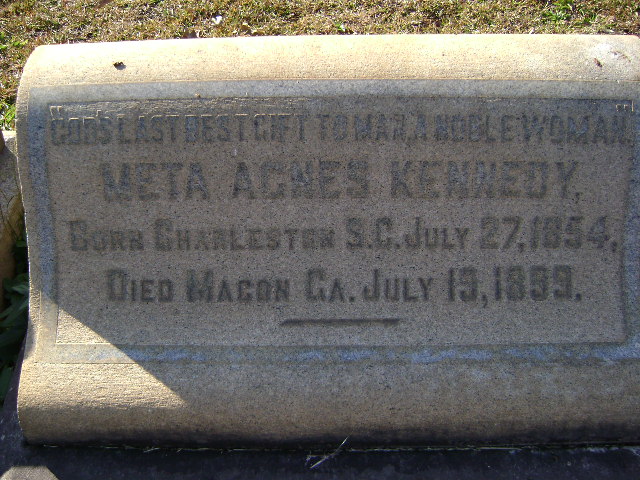 "GOD'S LAST BEST GIFT TO MAN, A NOBLE WOMAN."
META AGNES KENNEDY,
BORN CHARLESTON S.C. JULY 27, 1854,
DIED MACON GA. JULY 19, 1899.